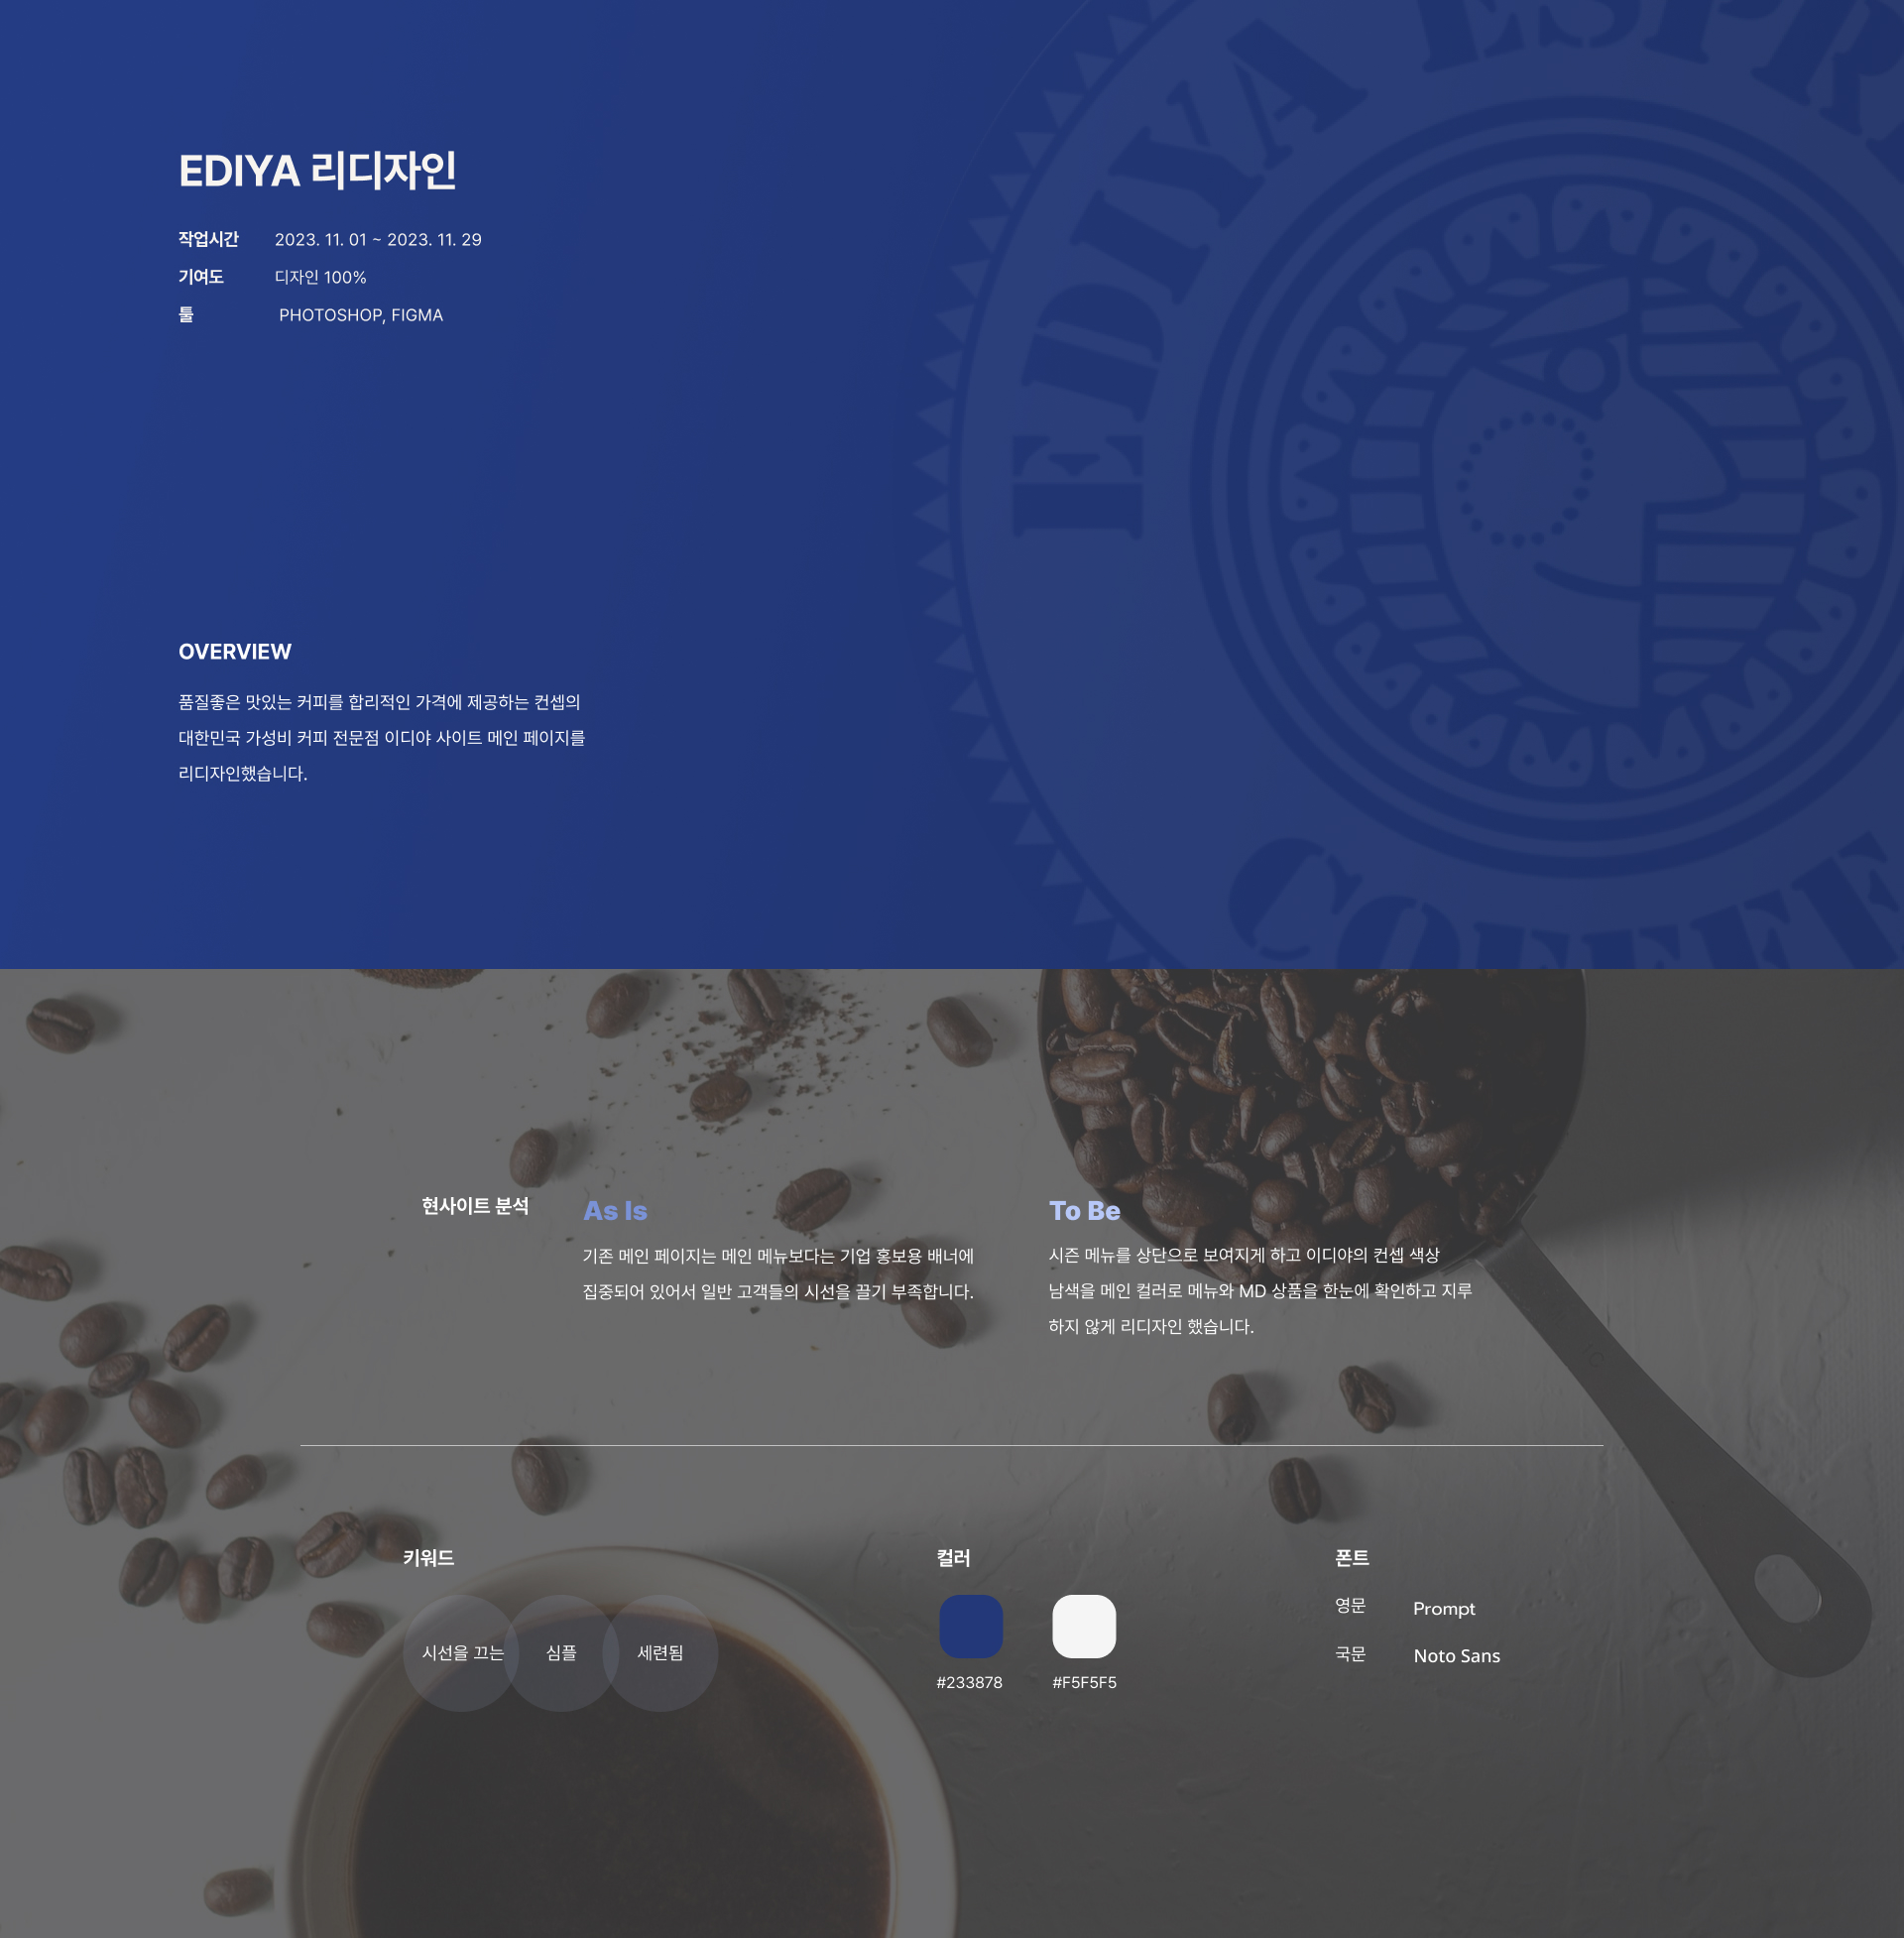 EDIYA 리디자인
작업시간 2023. 11. 01 ~ 2023. 11. 29
기여도 디자인 100%
툴 PHOTOSHOP, FIGMA
EDIYA ESPR
COFFEE
OVERVIEW
품질좋은 맛있는 커피를 합리적인 가격에 제공하는 컨셉의
대한민국 가성비 커피 전문점 이디야 사이트 메인 페이지를
리디자인했습니다.
현사이트 분석
As Is
기존 메인 페이지는 메인 메뉴보다는 기업 홍보용 배너에
집중되어 있어서 일반 고객들의 시선을 끌기 부족합니다.
To Be
시즌 메뉴를 상단으로 보여지게 하고 이디야의 컨셉 색상
남색을 메인 컬러로 메뉴와 MD 상품을 한눈에 확인하고 지루
하지 않게 리디자인 했습니다.
키워드
시선을 끄는 심플 세련됨
컬러
#233878 #F5F5F5
폰트
영문 Prompt
국문 Noto Sans